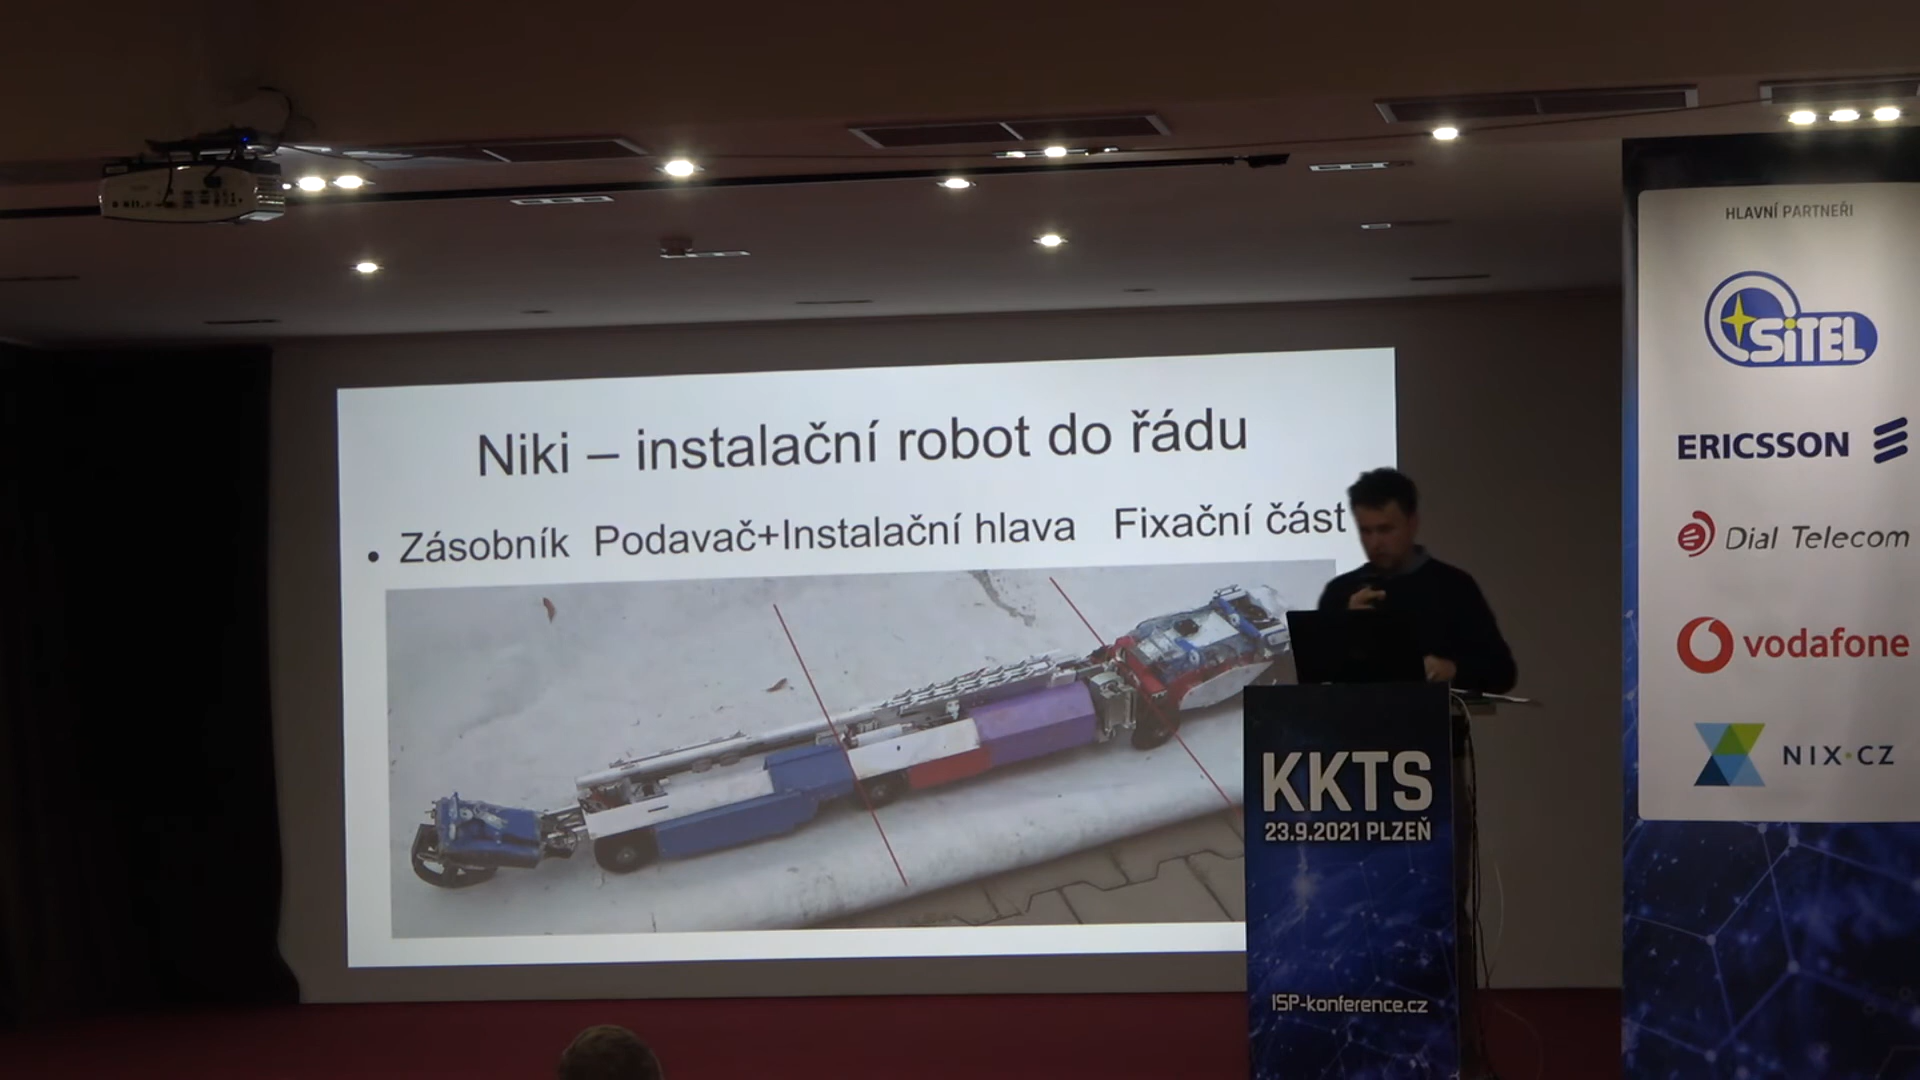 Niki – instalační robot do řádu
• Zásobník Podavač+Instalační hlava Fixační část
KKTS
23.9.2021 PLZEŇ
ISP-konference.cz
HLAVNÍ PARTNEŘI
SiTEL
ERICSSON
Dial Telecom
vodafone
NIX·CZ